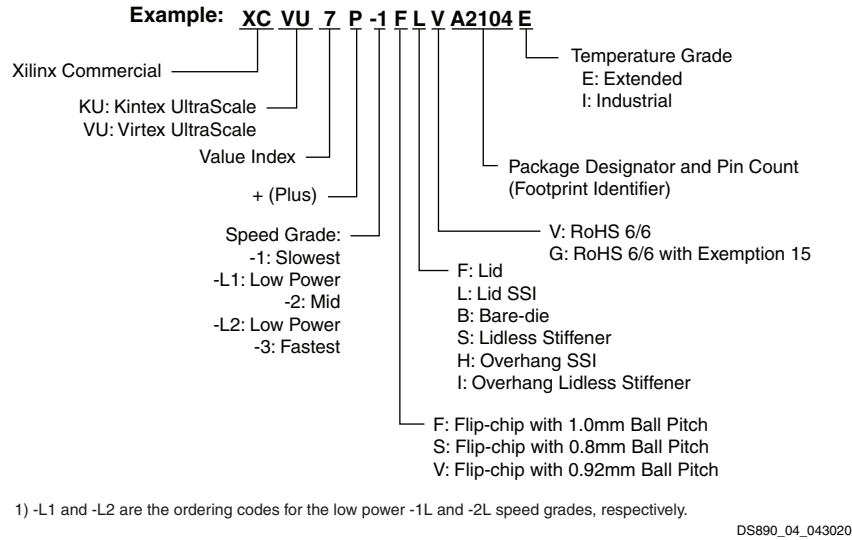 Example: XC VU 7 P -1 F L V A2104 E
Xilinx Commercial
KU: Kintex UltraScale
VU: Virtex UltraScale
Value Index
+ (Plus)
Speed Grade:
-1: Slowest
-L1: Low Power
-2: Mid
-L2: Low Power
-3: Fastest
Temperature Grade
E: Extended
I: Industrial
Package Designator and Pin Count
(Footprint Identifier)
V: RoHS 6/6
G: RoHS 6/6 with Exemption 15
F: Lid
L: Lid SSI
B: Bare-die
S: Lidless Stiffener
H: Overhang SSI
I: Overhang Lidless Stiffener
F: Flip-chip with 1.0mm Ball Pitch
S: Flip-chip with 0.8mm Ball Pitch
V: Flip-chip with 0.92mm Ball Pitch
1) -L1 and -L2 are the ordering codes for the low power -1L and -2L speed grades, respectively.
DS890_04_043020